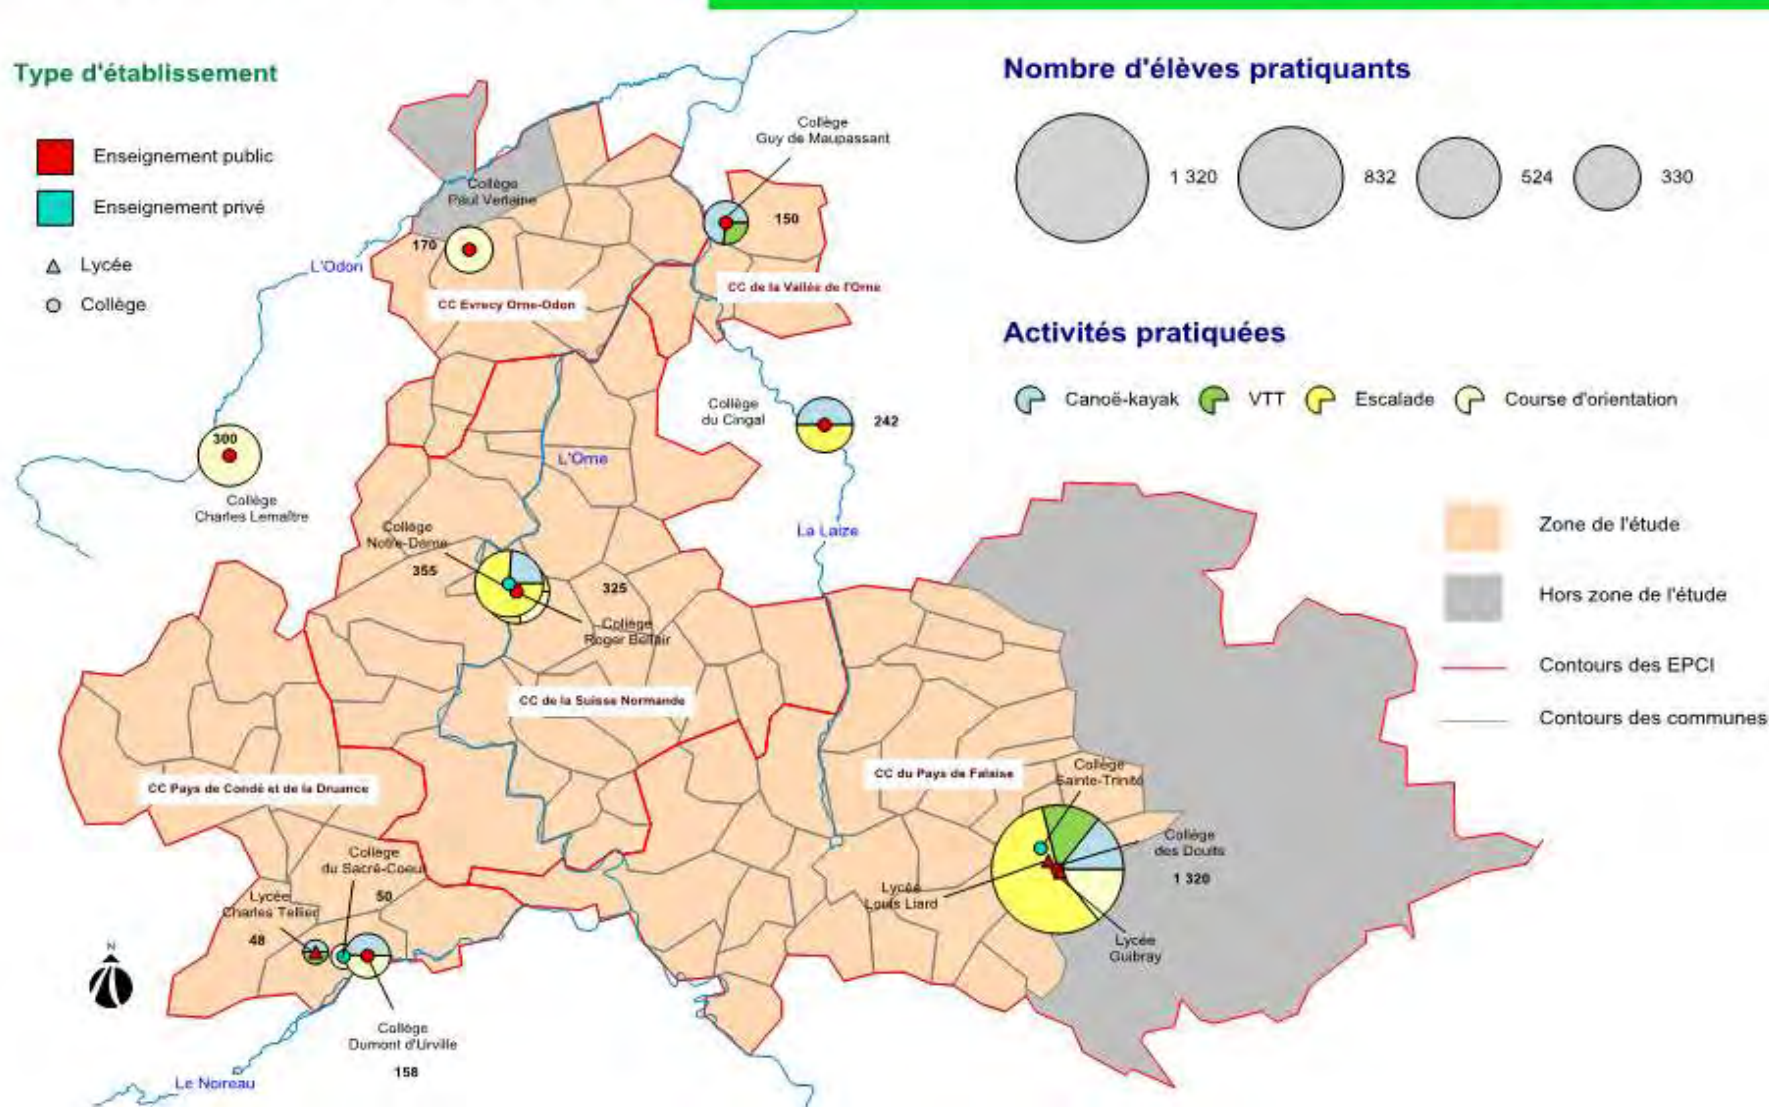 Type d'établissement
Enseignement public
Enseignement privé
Lycée
Collège
Nombre d'élèves pratiquants
1 320
832
524
330
Activités pratiquées
Canoë-kayak
VTT
Escalade
Course d'orientation
Zone de l'étude
Hors zone de l'étude
Contours des EPCI
Contours des communes
Collège
Guy de Maupassant
150
Collège
Paul Verlaine
170
L'Odon
CC Evrecy Orne-Odon
CC de la Vallée de l'Orne
Collège
du Cingal
242
300
Collège
Charles Lemaître
L'Orne
La Laize
Collège
Notre-Dame
355
325
Collège
Roger Bellair
CC de la Suisse Normande
CC Pays de Condé et de la Druance
CC du Pays de Falaise
Collège
Sainte-Trinité
Collège
des Douits
1 320
Lycée
Louis Liard
Lycée
Guibray
Collège
du Sacré-Coeur
50
Lycée
Charles Tellier
48
N
Collège
Dumont d'Urville
158
Le Noireau